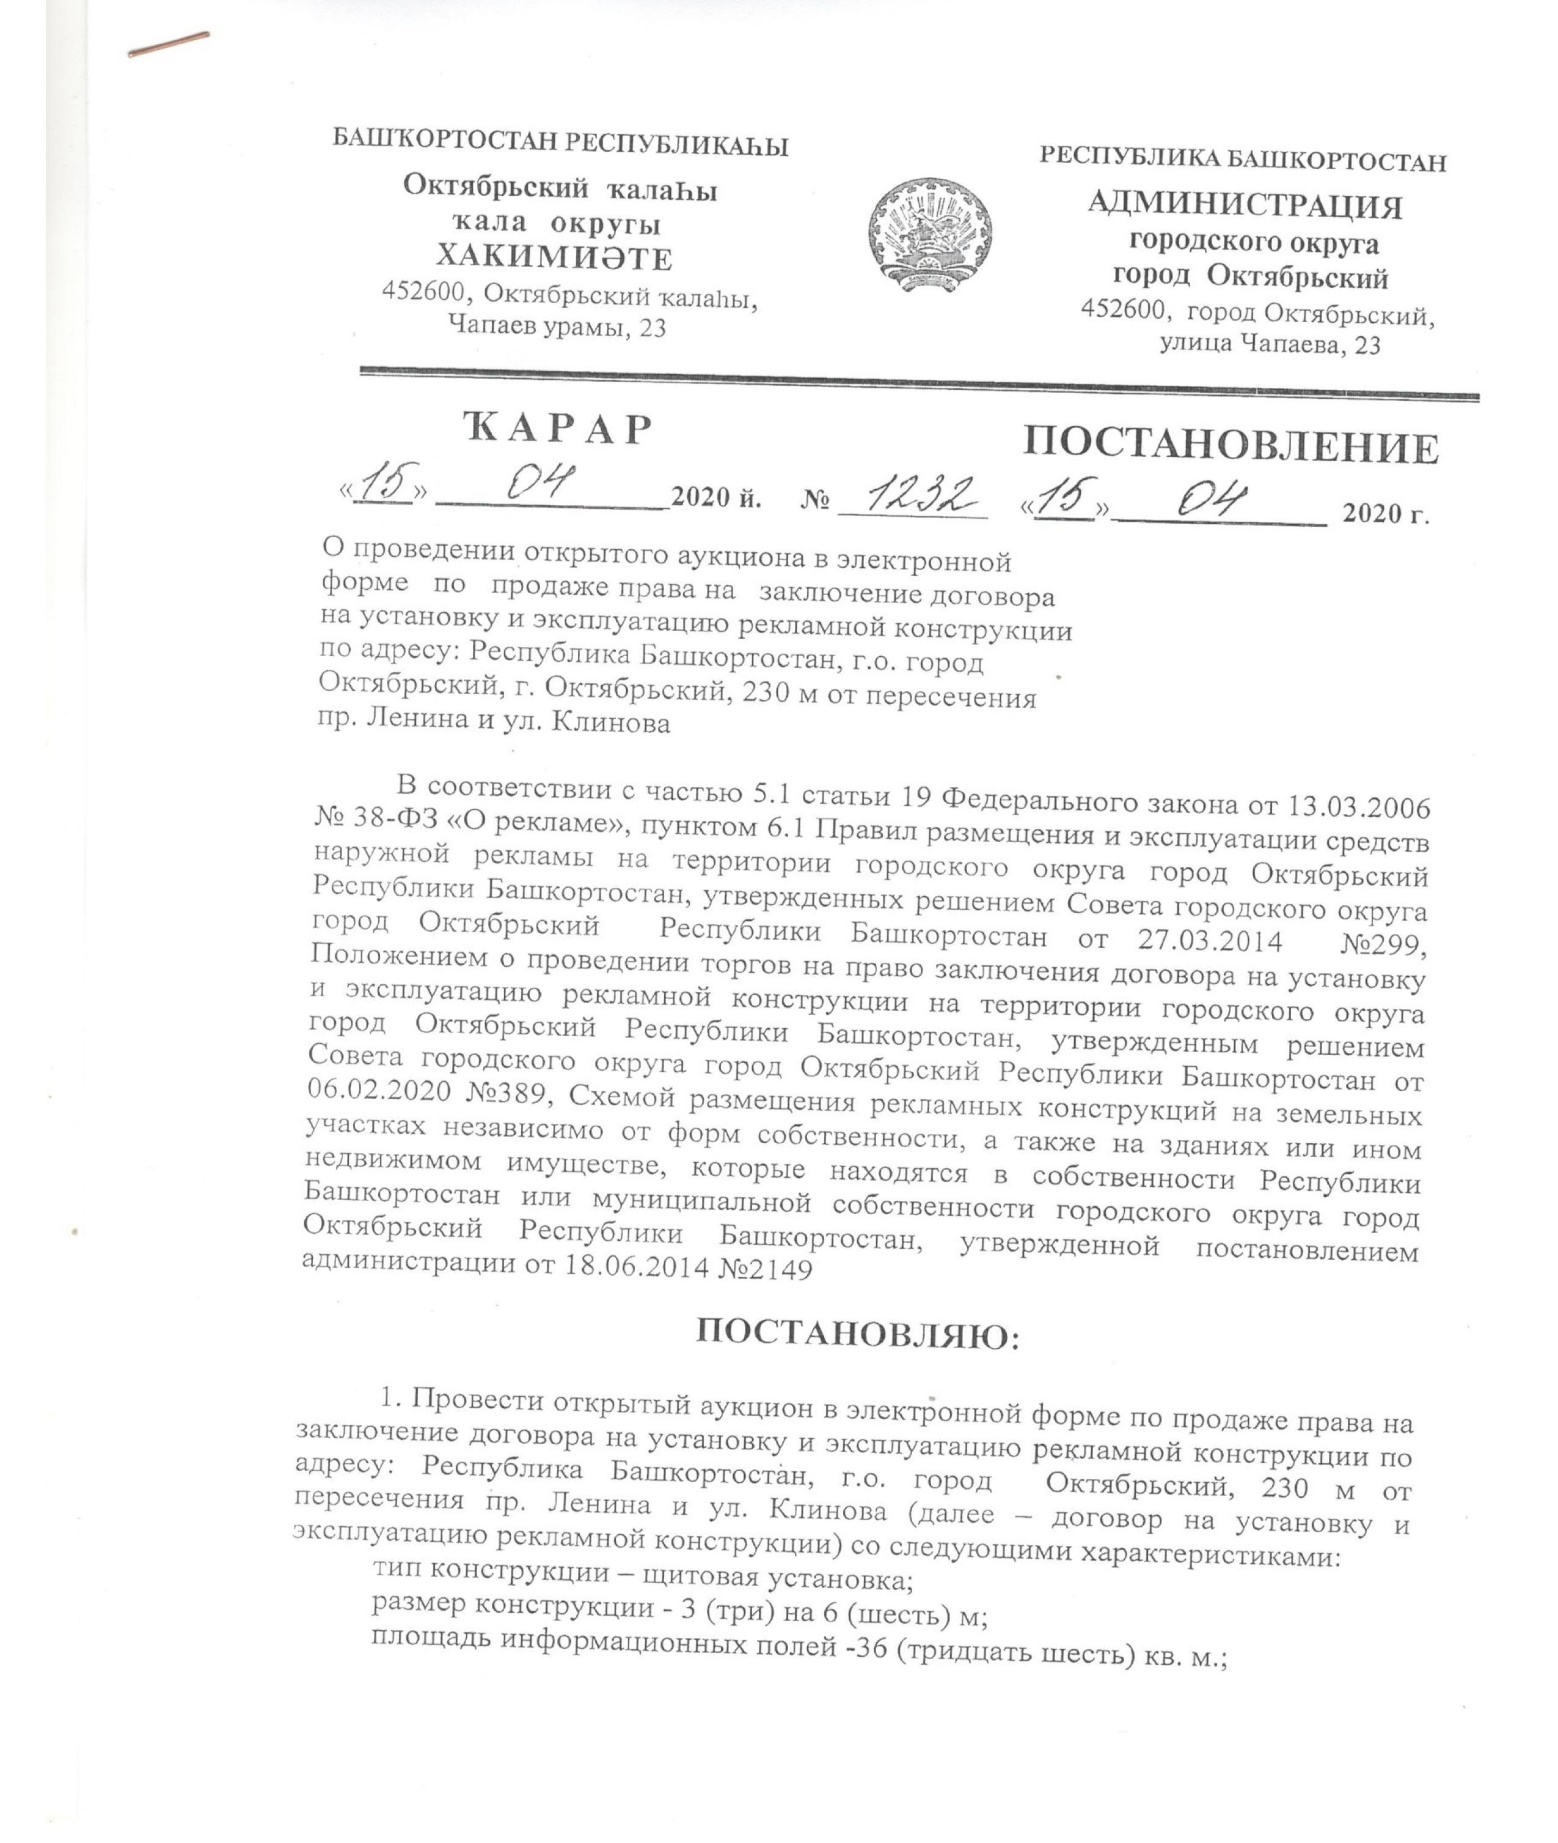 БАШҠОРТОСТАН РЕСПУБЛИКАҺЫ
Октябрьский ҡалаҺы
ҡала округы
ХАКИМИӘТЕ
452600, Октябрьский ҡалаһы,
Чапаев урамы, 23
РЕСПУБЛИКА БАШКОРТОСТАН
АДМИНИСТРАЦИЯ
городского округа
город Октябрьский
452600, город Октябрьский,
улица Чапаева, 23
ҠАРАР
ПОСТАНОВЛЕНИЕ
«15» 04 2020 й. № 1232 «15» 04 2020 г.
О проведении открытого аукциона в электронной
форме по продаже права на заключение договора
на установку и эксплуатацию рекламной конструкции
по адресу: Республика Башкортостан, г.о. город
Октябрьский, г. Октябрьский, 230 м от пересечения
пр. Ленина и ул. Клинова
В соответствии с частью 5.1 статьи 19 Федерального закона от 13.03.2006
№ 38-ФЗ «О рекламе», пунктом 6.1 Правил размещения и эксплуатации средств
наружной рекламы на территории городского округа город Октябрьский
Республики Башкортостан, утвержденных решением Совета городского округа
город Октябрьский Республики Башкортостан от 27.03.2014 №299,
Положением о проведении торгов на право заключения договора на установку
и эксплуатацию рекламной конструкции на территории городского округа
город Октябрьский Республики Башкортостан, утвержденным решением
Совета городского округа город Октябрьский Республики Башкортостан от
06.02.2020 №389, Схемой размещения рекламных конструкций на земельных
участках независимо от форм собственности, а также на зданиях или ином
недвижимом имуществе, которые находятся в собственности Республики
Башкортостан или муниципальной собственности городского округа город
Октябрьский Республики Башкортостан, утвержденной постановлением
администрации от 18.06.2014 №2149
ПОСТАНОВЛЯЮ:
1. Провести открытый аукцион в электронной форме по продаже права на
заключение договора на установку и эксплуатацию рекламной конструкции по
адресу: Республика Башкортостан, г.о. город Октябрьский, 230 м от
пересечения пр. Ленина и ул. Клинова (далее – договор на установку и
эксплуатацию рекламной конструкции) со следующими характеристиками:
тип конструкции – щитовая установка;
размер конструкции - 3 (три) на 6 (шесть) м;
площадь информационных полей -36 (тридцать шесть) кв. м.;